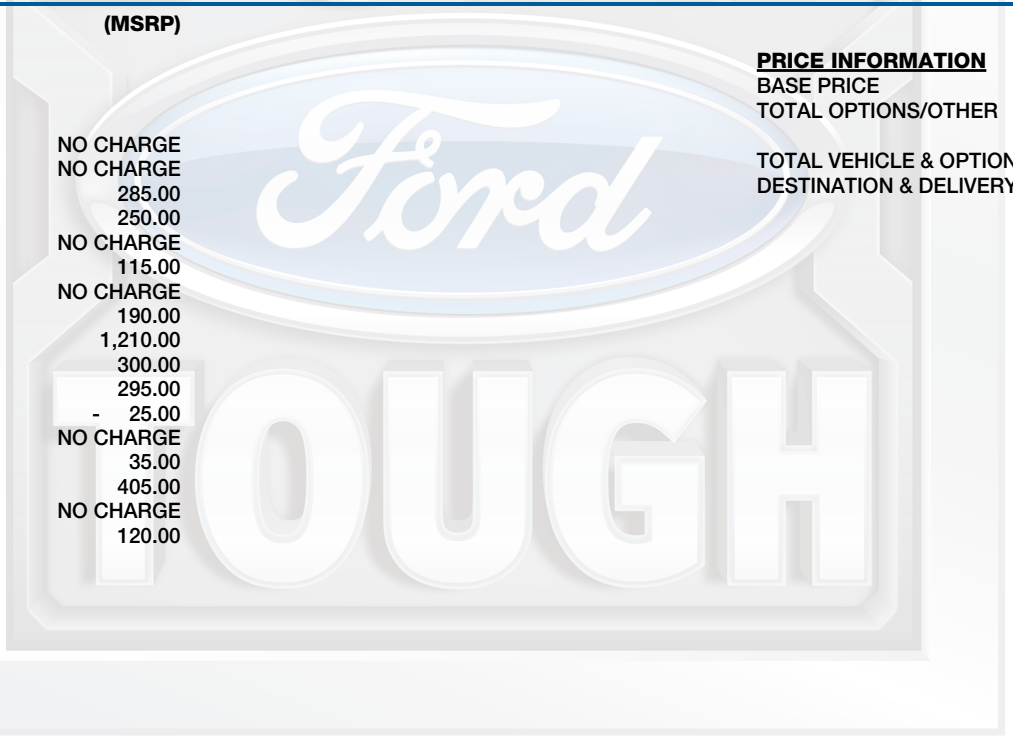 (MSRP)
NO CHARGE
NO CHARGE
285.00
250.00
NO CHARGE
115.00
NO CHARGE
190.00
1,210.00
300.00
295.00
- 25.00
NO CHARGE
35.00
405.00
NO CHARGE
120.00
PRICE INFORMATION
BASE PRICE
TOTAL OPTIONS/OTHER
TOTAL VEHICLE & OPTION
DESTINATION & DELIVERY
Ford
TOUGH